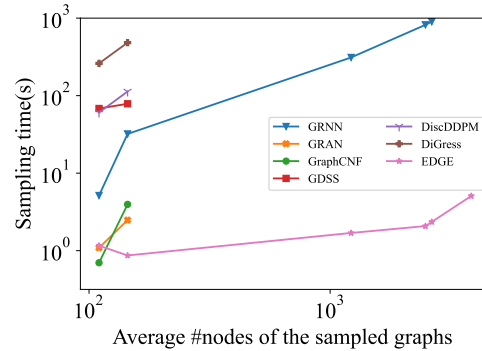 10³
10²
10¹
10⁰
Sampling time(s)
GRNN
GRAN
GraphCNF
GDSS
DiscDDPM
DiGress
EDGE
10²
10³
Average #nodes of the sampled graphs